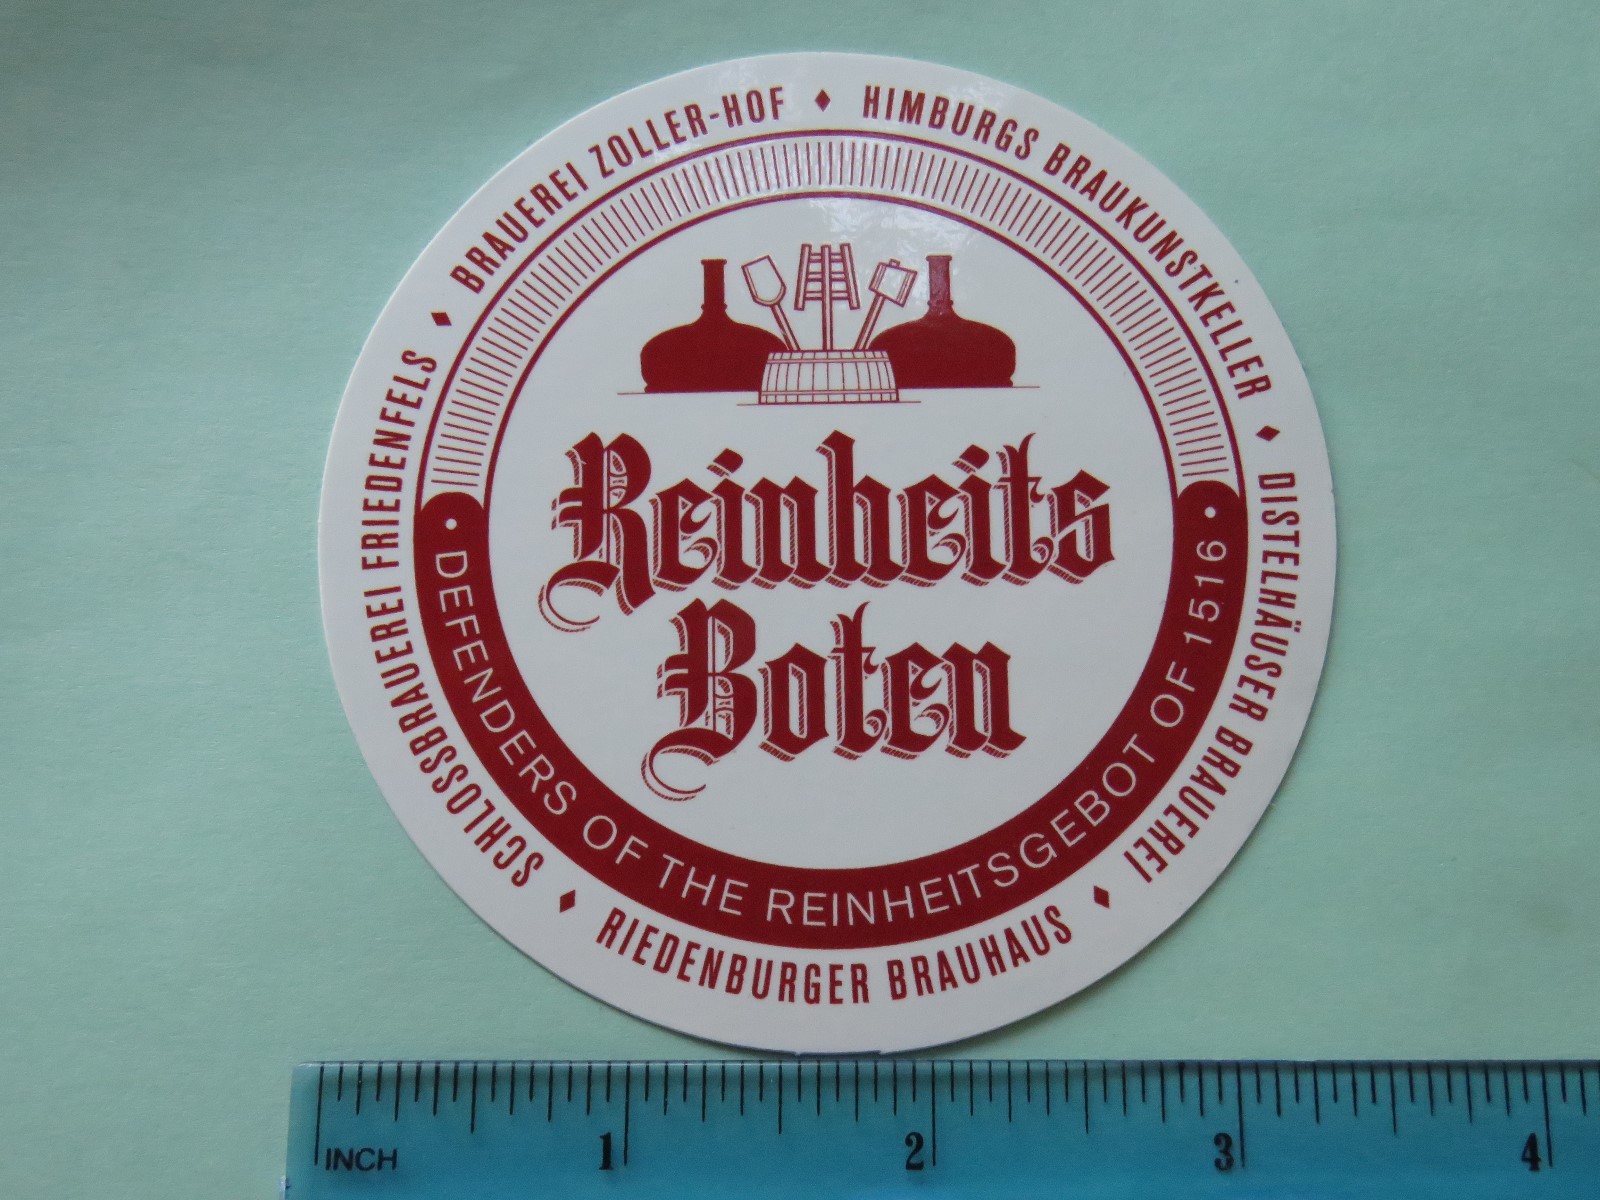 BRAUEREI ZOLLER-HOF ♦ HIMBURGS BRAUKUNSTKELLER ♦ DISTELHÄUSER BRAUEREI ♦ RIEDENBURGER BRAUHAUS ♦ SCHLOSSBRAUEREI FRIEDENFELS ♦
Reinheits
Boten
DEFENDERS OF THE REINHEITSGEBOT OF 1516
INCH 1 2 3 4